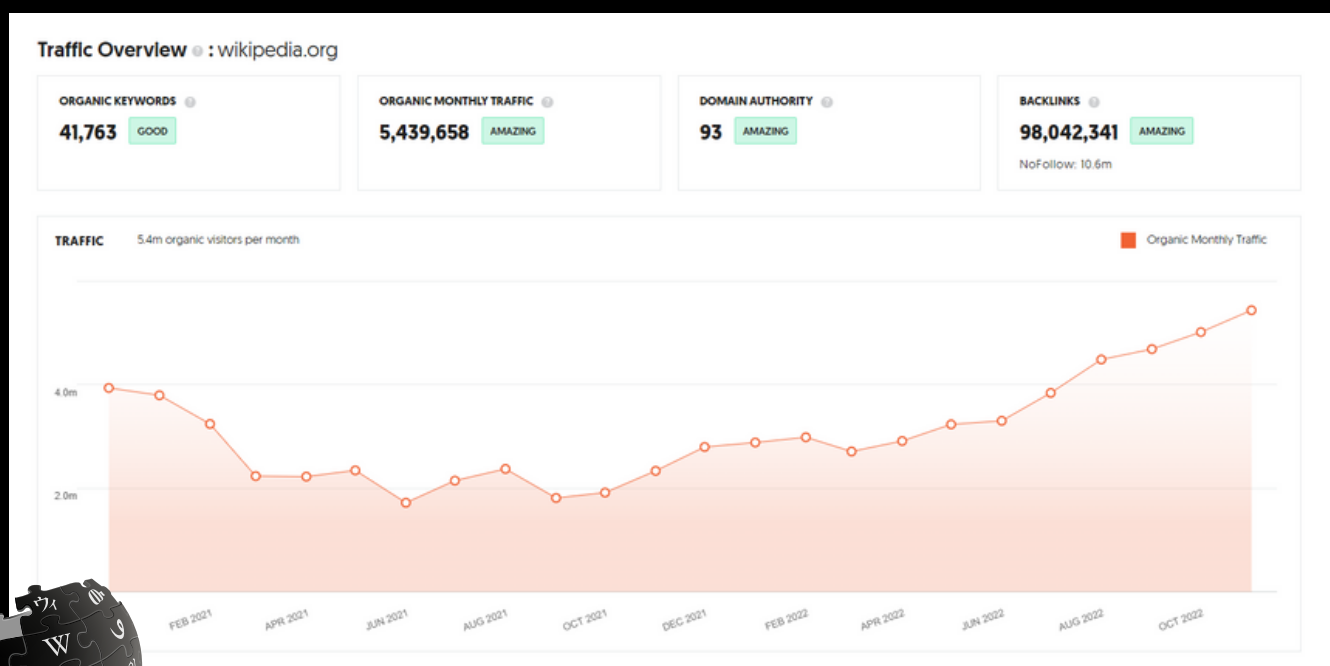 Traffic Overview : wikipedia.org
ORGANIC KEYWORDS
41,763 GOOD
ORGANIC MONTHLY TRAFFIC
5,439,658 AMAZING
DOMAIN AUTHORITY
93 AMAZING
BACKLINKS
98,042,341 AMAZING
NoFollow: 10.6m
TRAFFIC 5.4m organic visitors per month
Organic Monthly Traffic
4.0m
2.0m
FEB 2021 APR 2021 JUN 2021 AUG 2021 OCT 2021 DEC 2021 FEB 2022 APR 2022 JUN 2022 AUG 2022 OCT 2022
ウィ
W